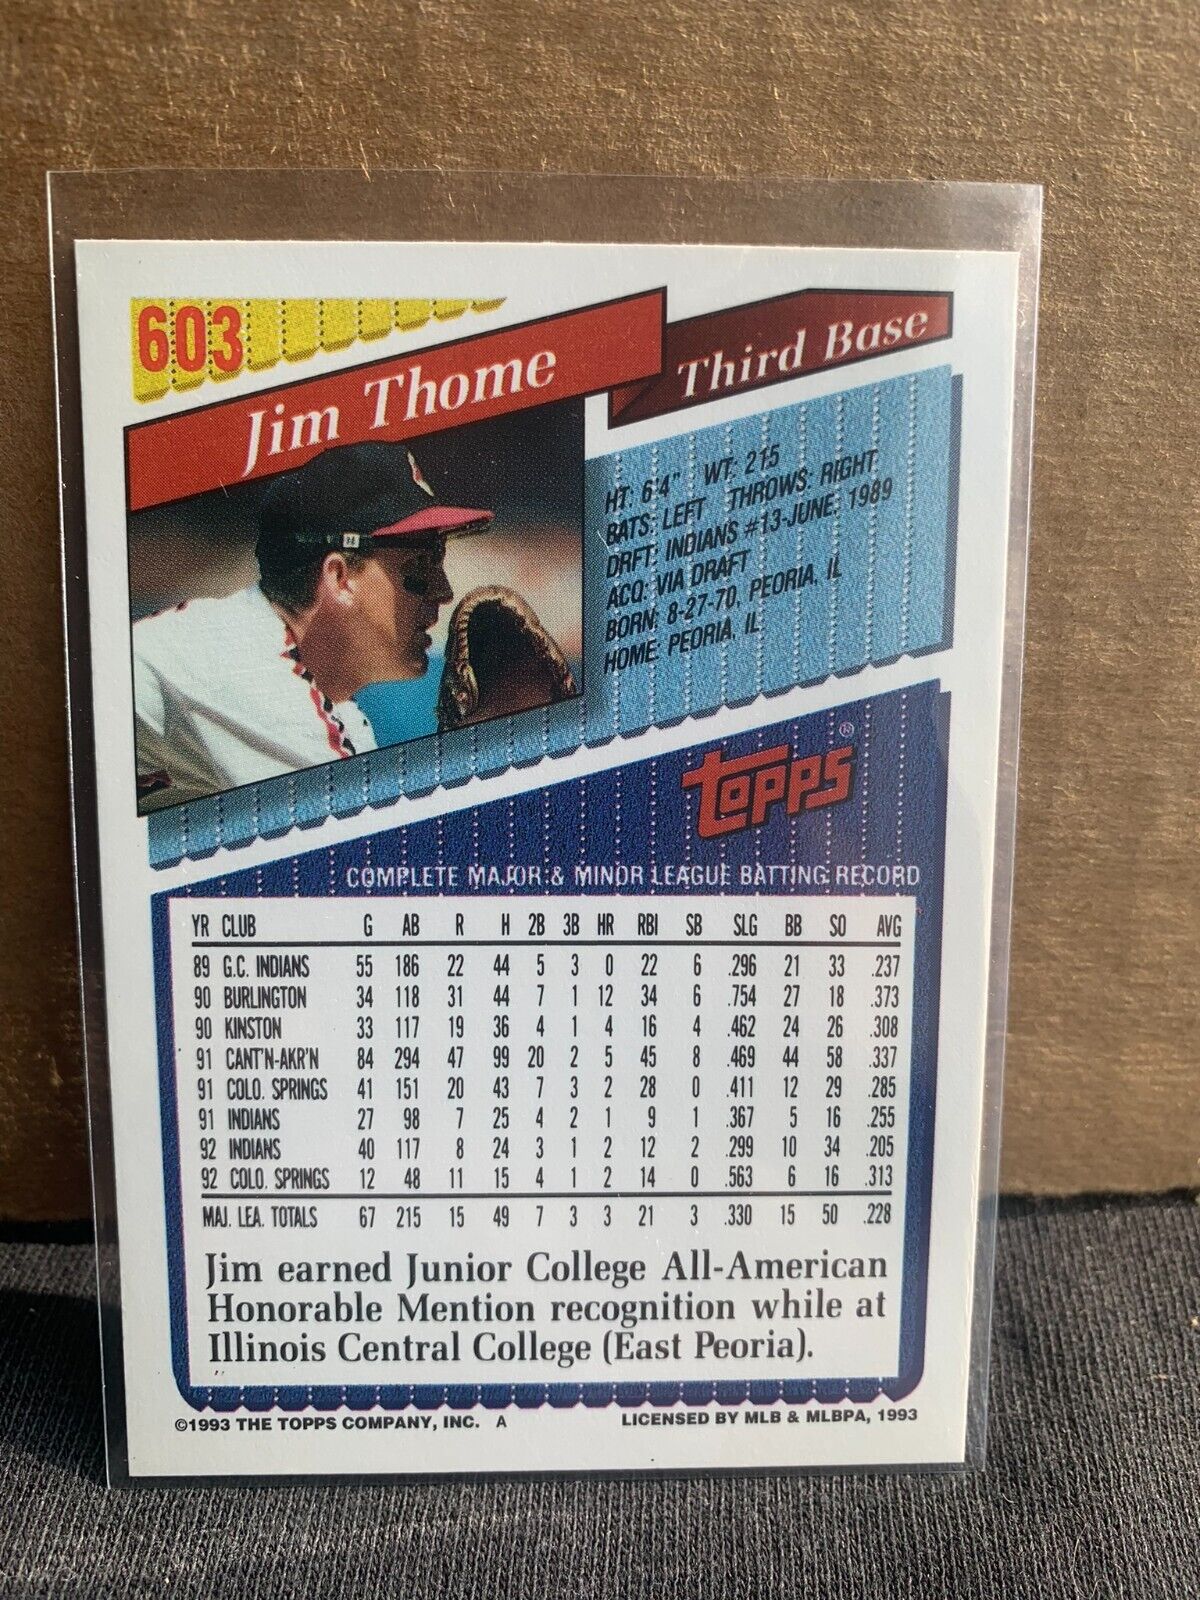 603
Jim Thome
Third Base
HT: 6'4" WT: 215
BATS: LEFT THROWS: RIGHT
DRFT: INDIANS #13-JUNE, 1989
ACQ: VIA DRAFT
BORN: 8-27-70, PEORIA, IL
HOME: PEORIA, IL
TOPPS®
COMPLETE MAJOR & MINOR LEAGUE BATTING RECORD
YR CLUB G AB R H 2B 3B HR RBI SB SLG BB SO AVG
89 G.C. INDIANS 55 186 22 44 5 3 0 22 6 .296 21 33 .237
90 BURLINGTON 34 118 31 44 7 1 12 34 6 .754 27 18 .373
90 KINSTON 33 117 19 36 4 1 4 16 4 .462 24 26 .308
91 CANT'N-AKR'N 84 294 47 99 20 2 5 45 8 .469 44 58 .337
91 COLO. SPRINGS 41 151 20 43 7 3 2 28 0 .411 12 29 .285
91 INDIANS 27 98 7 25 4 2 1 9 1 .367 5 16 .255
92 INDIANS 40 117 8 24 3 1 2 12 2 .299 10 34 .205
92 COLO. SPRINGS 12 48 11 15 4 1 2 14 0 .563 6 16 .313
MAJ. LEA. TOTALS 67 215 15 49 7 3 3 21 3 .330 15 50 .228
Jim earned Junior College All-American
Honorable Mention recognition while at
Illinois Central College (East Peoria).
©1993 THE TOPPS COMPANY, INC. A
LICENSED BY MLB & MLBPA, 1993